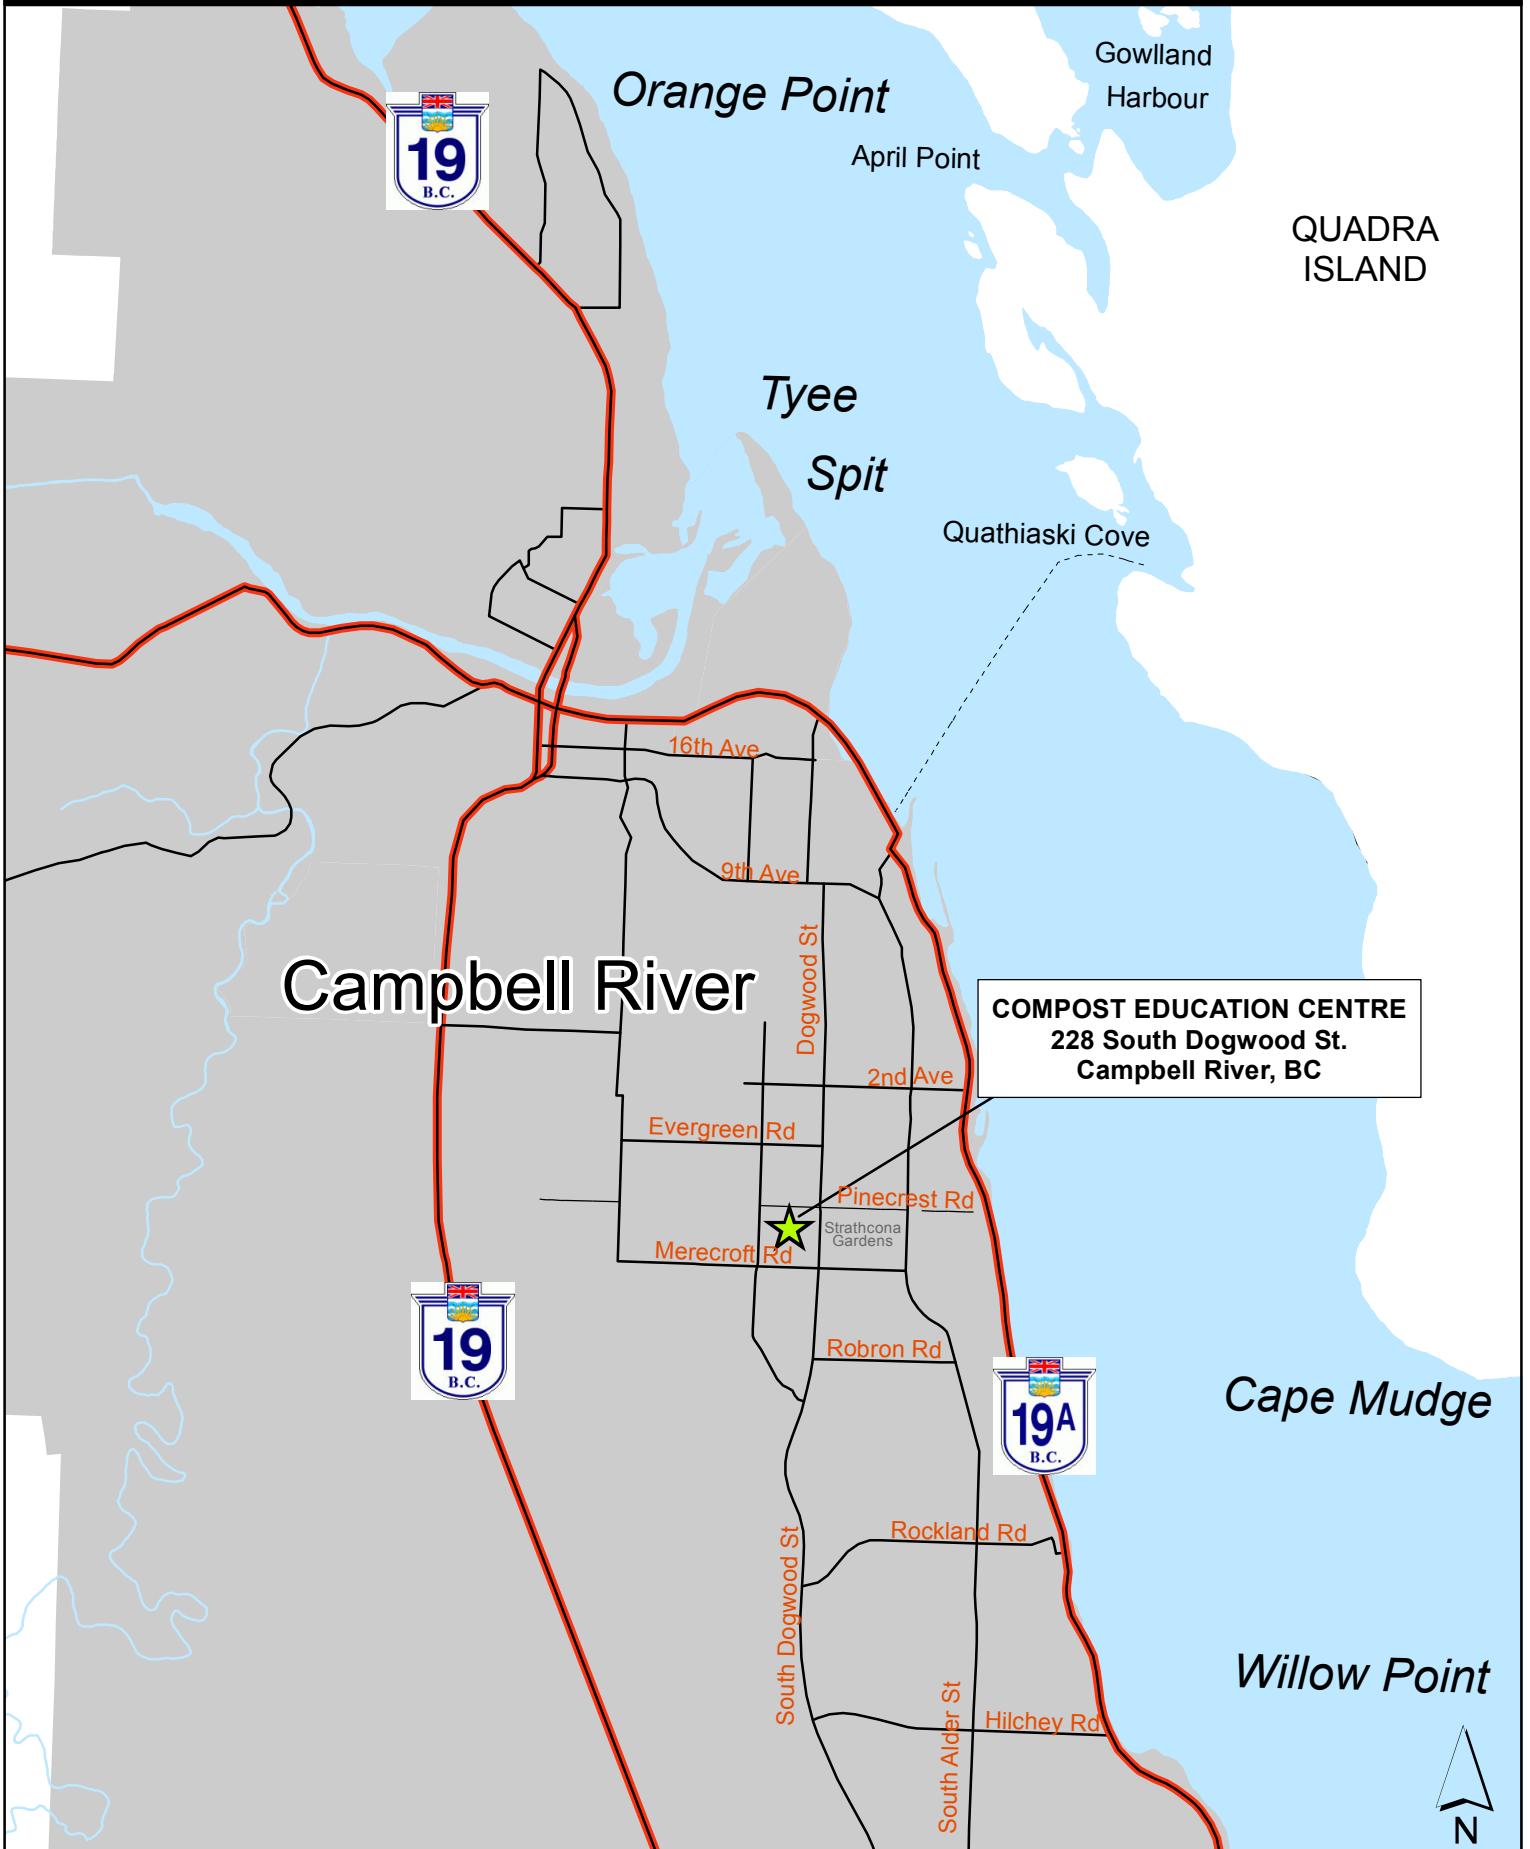 Gowlland
Harbour
Orange Point
April Point
19
B.C.
QUADRA
ISLAND
Tyee
Spit
Quathiaski Cove
16th Ave
9th Ave
Dogwood St
Campbell River
COMPOST EDUCATION CENTRE
228 South Dogwood St.
Campbell River, BC
2nd Ave
Evergreen Rd
Pinecrest Rd
Strathcona
Gardens
Merecroft Rd
19
B.C.
Robron Rd
19A
B.C.
Cape Mudge
Rockland Rd
South Dogwood St
Willow Point
South Alder St
Hilchey Rd
N